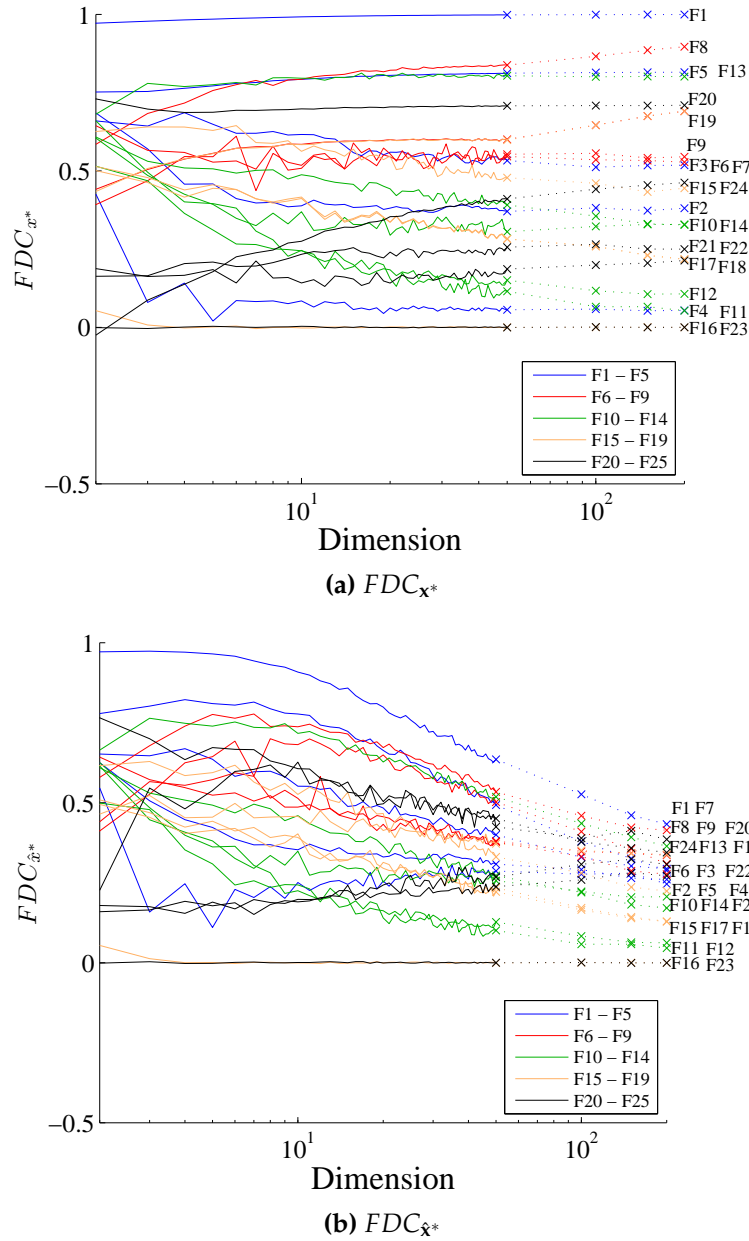 1
0.5
0
−0.5
FDCx*
F1
F8
F5 F13
F20
F19
F9
F3 F6 F7
F15 F24
F2
F10 F14
F21 F22
F17 F18
F12
F4 F11
F16 F23
F1 − F5
F6 − F9
F10 − F14
F15 − F19
F20 − F25
10^1
10^2
Dimension
(a) FDCx*
1
0.5
0
−0.5
FDCx̂*
F1 F7
F8 F9 F20
F24 F13
F6 F3 F22
F2 F5 F4
F10 F14
F15 F17
F11 F12
F16 F23
F1 − F5
F6 − F9
F10 − F14
F15 − F19
F20 − F25
10^1
10^2
Dimension
(b) FDCx̂*